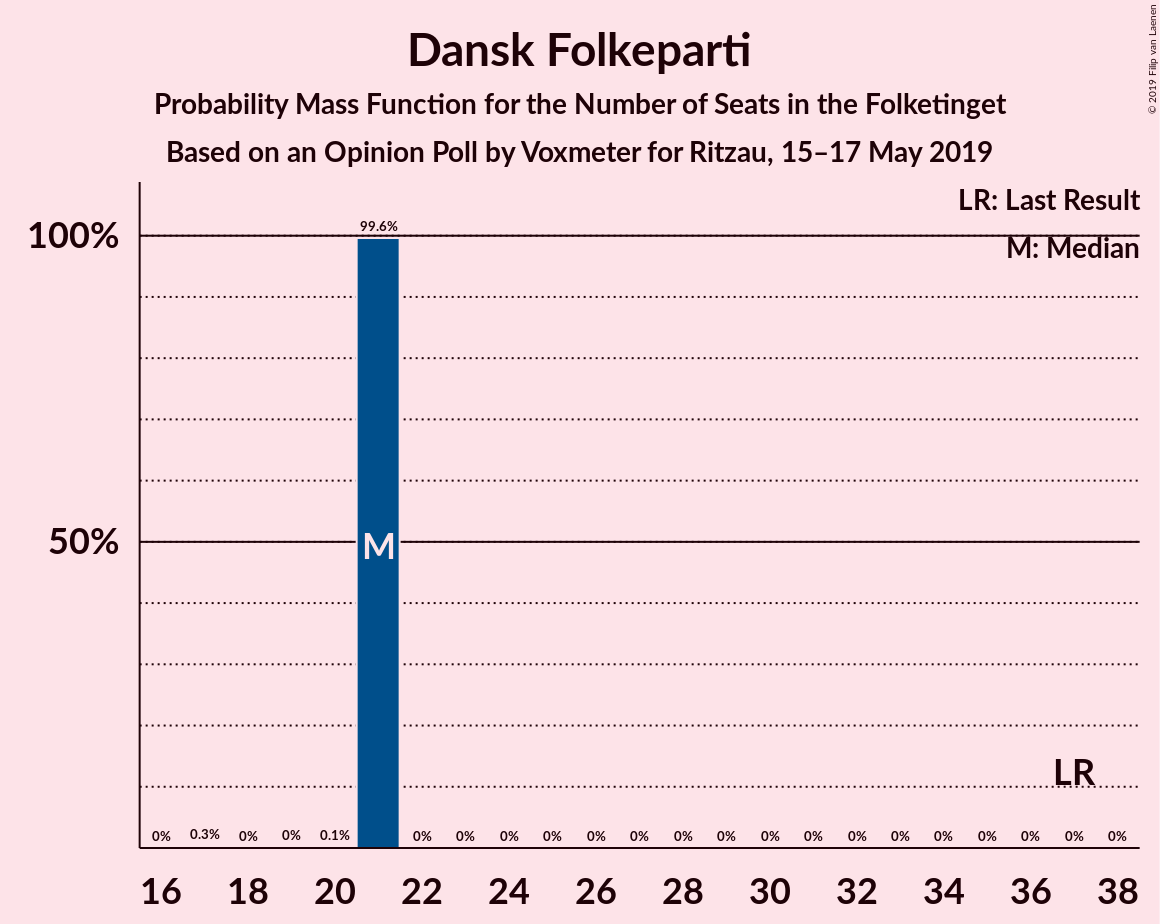 Dansk Folkeparti
Probability Mass Function for the Number of Seats in the Folketinget
Based on an Opinion Poll by Voxmeter for Ritzau, 15–17 May 2019
© 2019 Filip van Laenen
LR: Last Result
M: Median
100%
50%
99.6%
M
LR
0% 0.3% 0% 0% 0.1% 0% 0% 0% 0% 0% 0% 0% 0% 0% 0% 0% 0% 0% 0% 0% 0% 0%
16 18 20 22 24 26 28 30 32 34 36 38